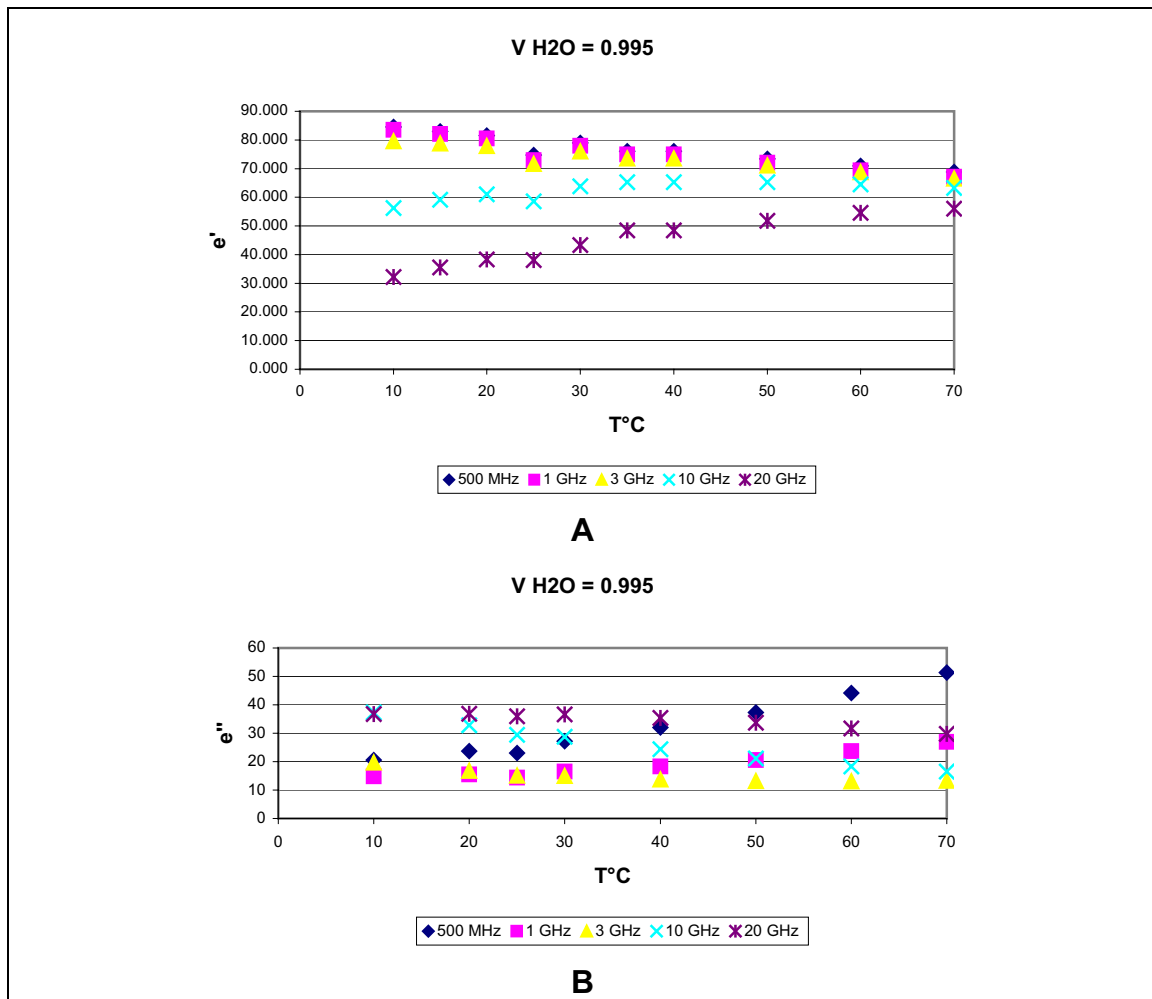 V H2O = 0.995
90.000
80.000
70.000
60.000
50.000
40.000
30.000
20.000
10.000
0.000
e'
0 10 20 30 40 50 60 70
T°C
500 MHz 1 GHz 3 GHz 10 GHz 20 GHz
A
V H2O = 0.995
60
50
40
30
20
10
0
e"
0 10 20 30 40 50 60 70
T°C
500 MHz 1 GHz 3 GHz 10 GHz 20 GHz
B